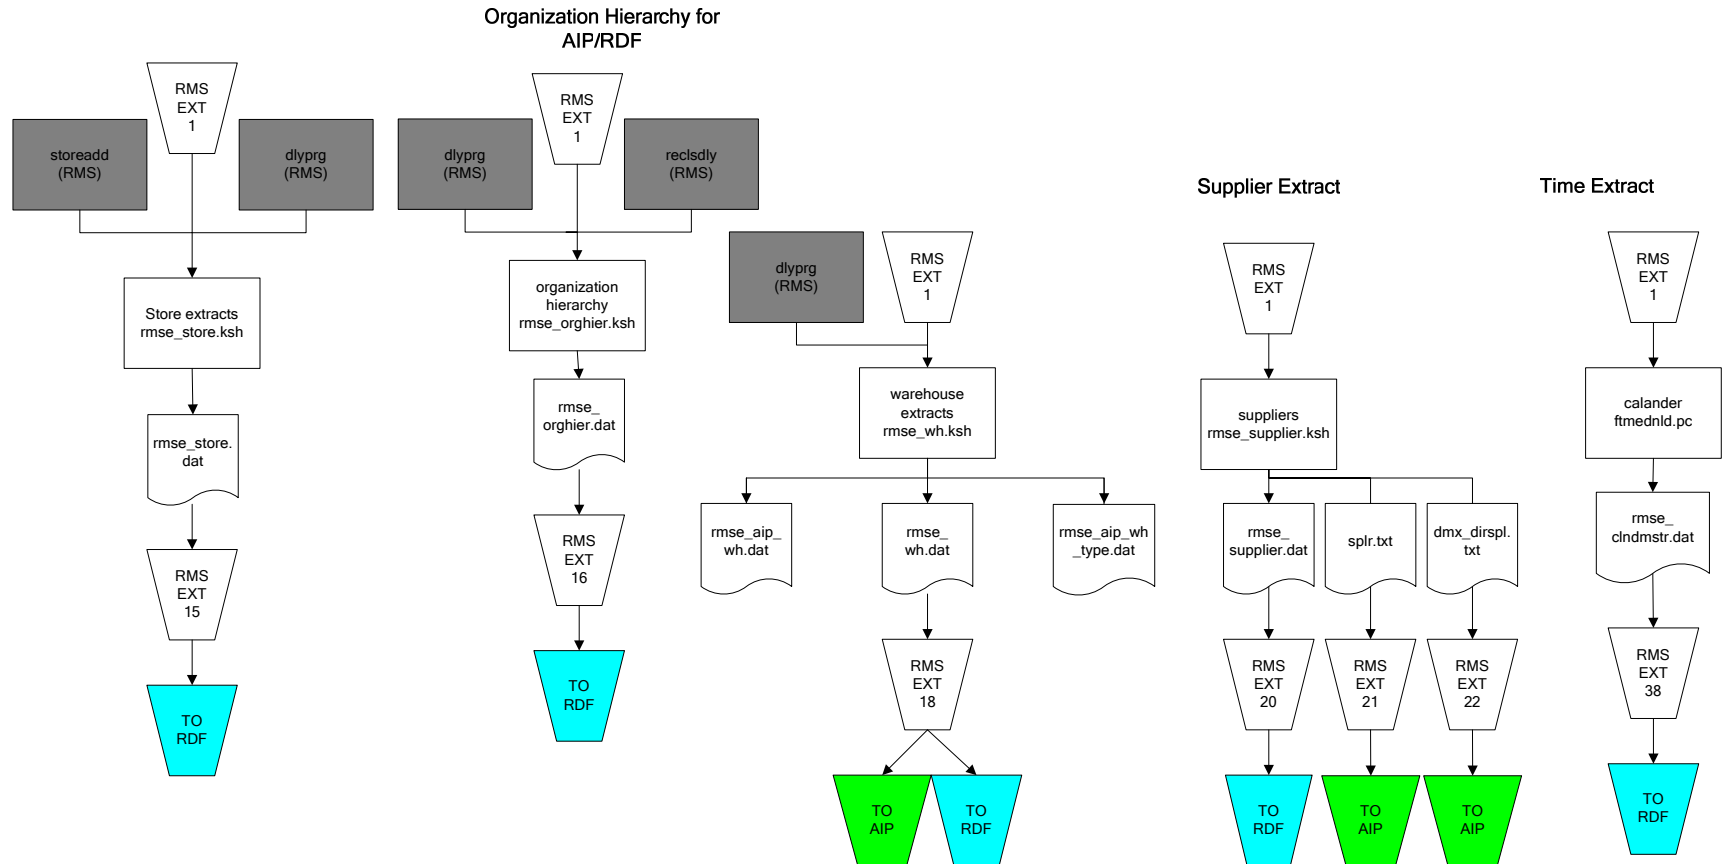 Organization Hierarchy for
AIP/RDF
RMS
EXT
1
storeadd
(RMS)
dlyprg
(RMS)
Store extracts
rmse_store.ksh
rmse_store.
dat
RMS
EXT
15
TO
RDF
RMS
EXT
1
dlyprg
(RMS)
reclsdly
(RMS)
organization
hierarchy
rmse_orghier.ksh
rmse_
orghier.dat
RMS
EXT
16
TO
RDF
dlyprg
(RMS)
RMS
EXT
1
warehouse
extracts
rmse_wh.ksh
rmse_aip_
wh.dat
rmse_
wh.dat
rmse_aip_wh
_type.dat
RMS
EXT
18
TO
AIP
TO
RDF
Supplier Extract
RMS
EXT
1
suppliers
rmse_supplier.ksh
rmse_
supplier.dat
splr.txt
dmx_dirspl.
txt
RMS
EXT
20
RMS
EXT
21
RMS
EXT
22
TO
RDF
TO
AIP
TO
AIP
Time Extract
RMS
EXT
1
calander
ftmednld.pc
rmse_
clndmstr.dat
RMS
EXT
38
TO
RDF